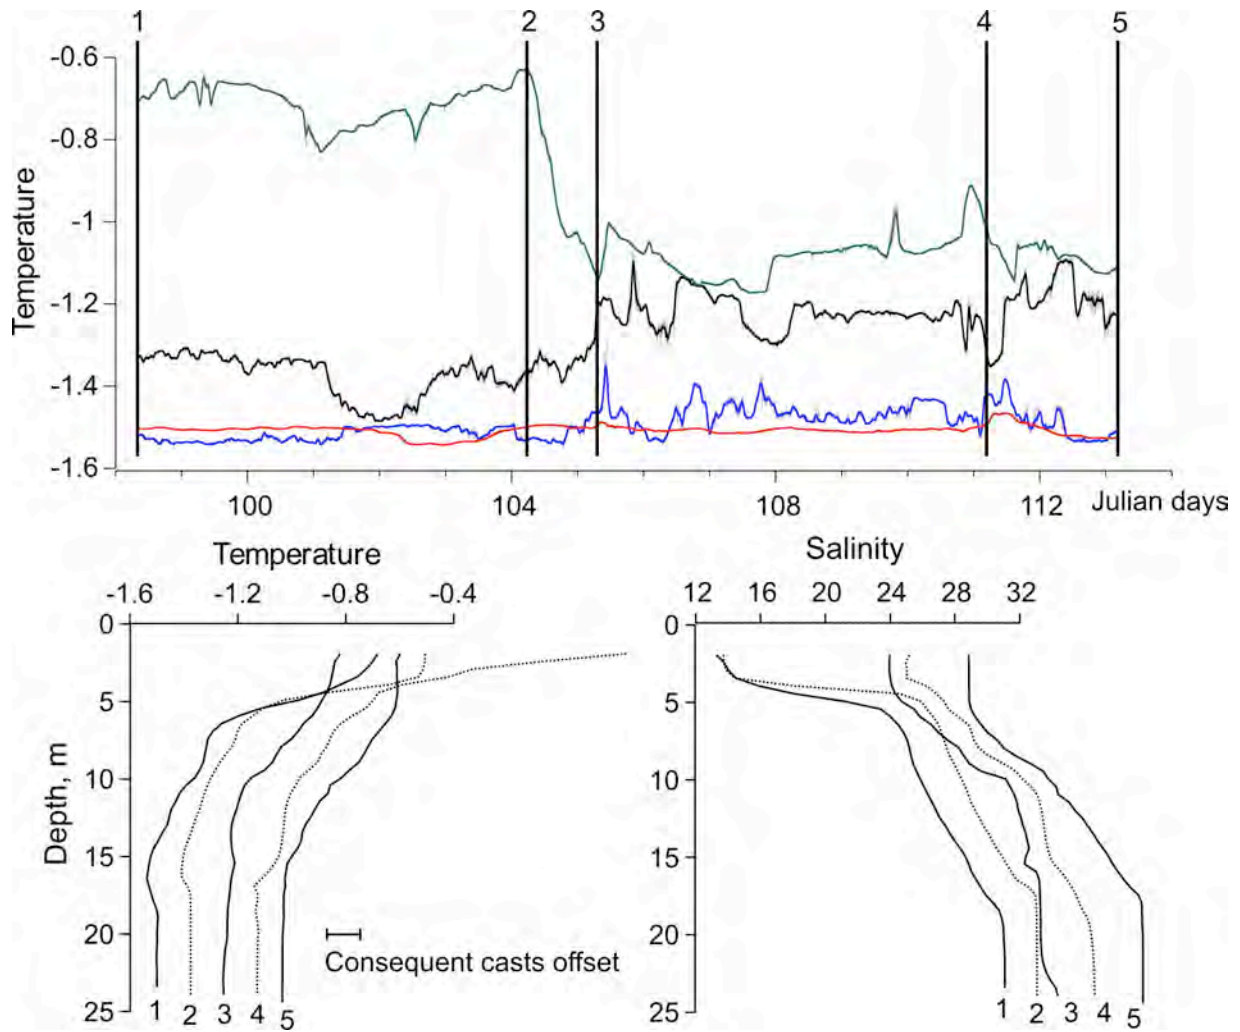 1 2 3 4 5
-0.6
-0.8
-1
-1.2
-1.4
-1.6
Temperature
100 104 108 112 Julian days
Temperature
-1.6 -1.2 -0.8 -0.4
0
5
10
15
20
25
Depth, m
Consequent casts offset
1 2 3 4 5
Salinity
12 16 20 24 28 32
0
5
10
15
20
25
1 2 3 4 5